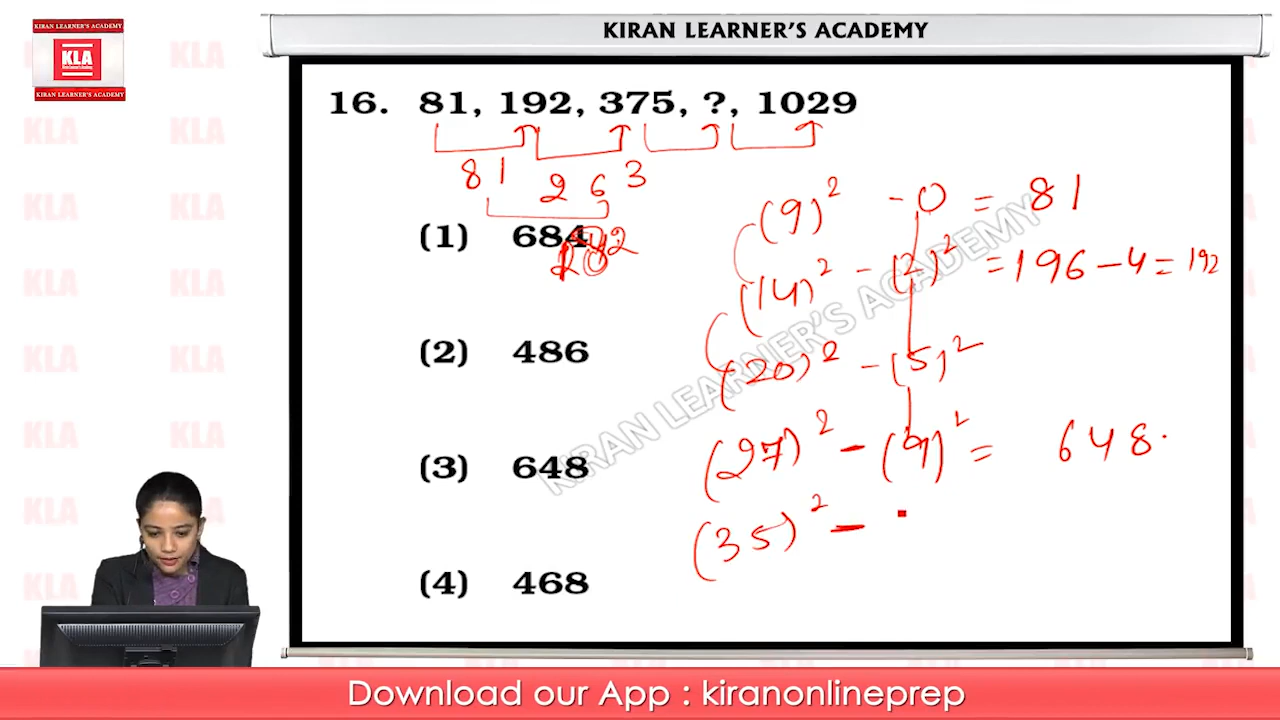 KIRAN LEARNER'S ACADEMY
KIRAN LEARNER'S ACADEMY
KLA
KIRAN LEARNER'S ACADEMY
16. 81, 192, 375, ?, 1029
81 263
(1) 684
(2) 486
(3) 648
(4) 468
(9)² - 0 = 81
(14)² - (2)² = 196 - 4 = 192
(20)² - (5)²
(27)² - (9)² = 648.
(35)² -
KIRAN LEARNER'S ACADEMY
Download our App : kiranonlineprep